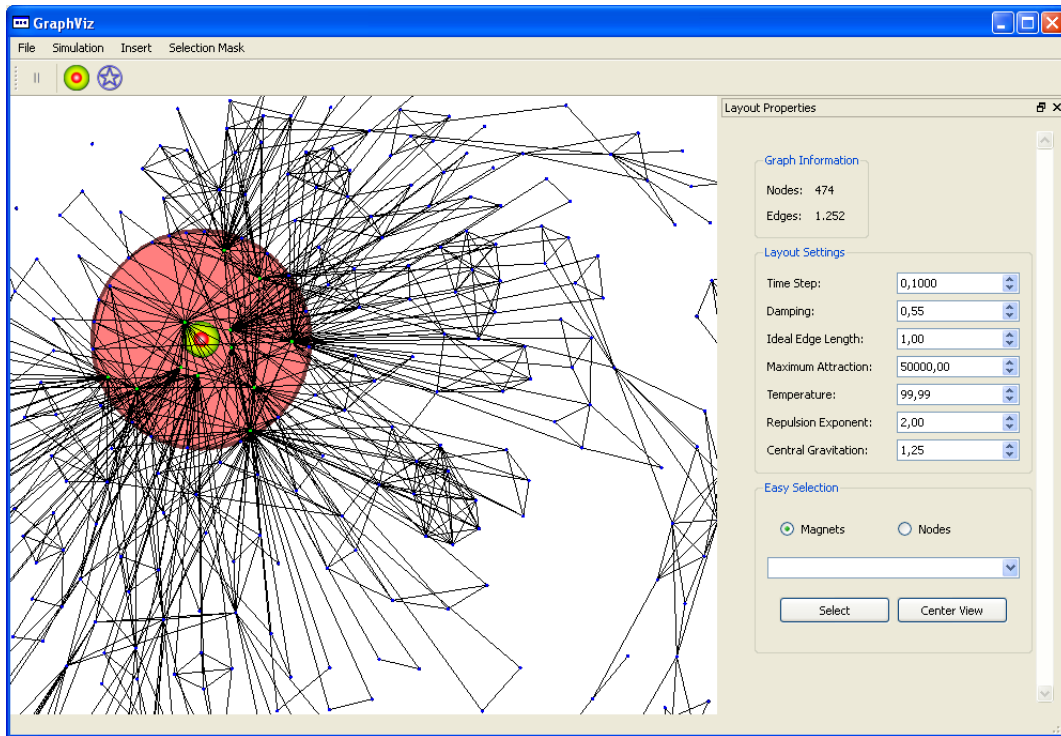 GraphViz
File Simulation Insert Selection Mask
Layout Properties
Graph Information
Nodes: 474
Edges: 1.252
Layout Settings
Time Step: 0,1000
Damping: 0,55
Ideal Edge Length: 1,00
Maximum Attraction: 50000,00
Temperature: 99,99
Repulsion Exponent: 2,00
Central Gravitation: 1,25
Easy Selection
Magnets Nodes
Select Center View